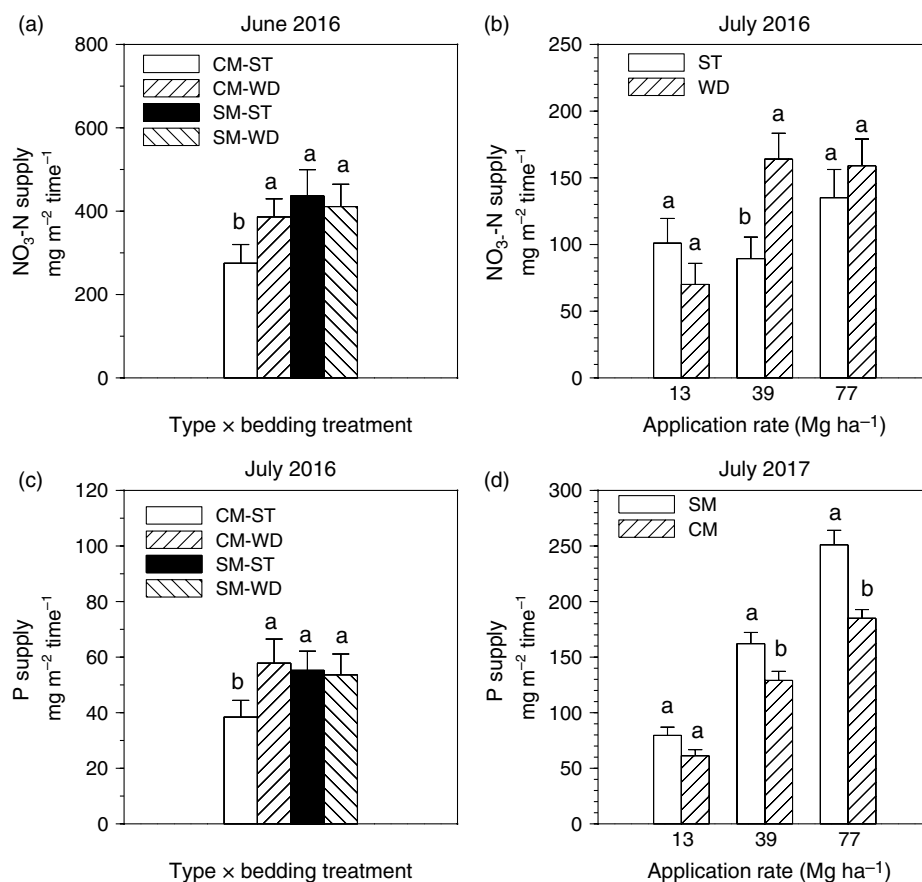 (a)
June 2016
800
600
400
200
0
NO₃-N supply
mg m⁻² time⁻¹
CM-ST
CM-WD
SM-ST
SM-WD
b
a
a
a
Type × bedding treatment
(b)
July 2016
250
200
150
100
50
0
NO₃₋-N supply
mg m⁻² time⁻¹
ST
WD
a
a
b
a
a
a
13
39
77
Application rate (Mg ha⁻¹)
(c)
July 2016
120
100
80
60
40
20
0
P supply
mg m⁻² time⁻¹
CM-ST
CM-WD
SM-ST
SM-WD
b
a
a
a
Type × bedding treatment
(d)
July 2017
300
250
200
150
100
50
0
P supply
mg m⁻² time⁻¹
SM
CM
a
a
a
b
a
b
13
39
77
Application rate (Mg ha⁻¹)